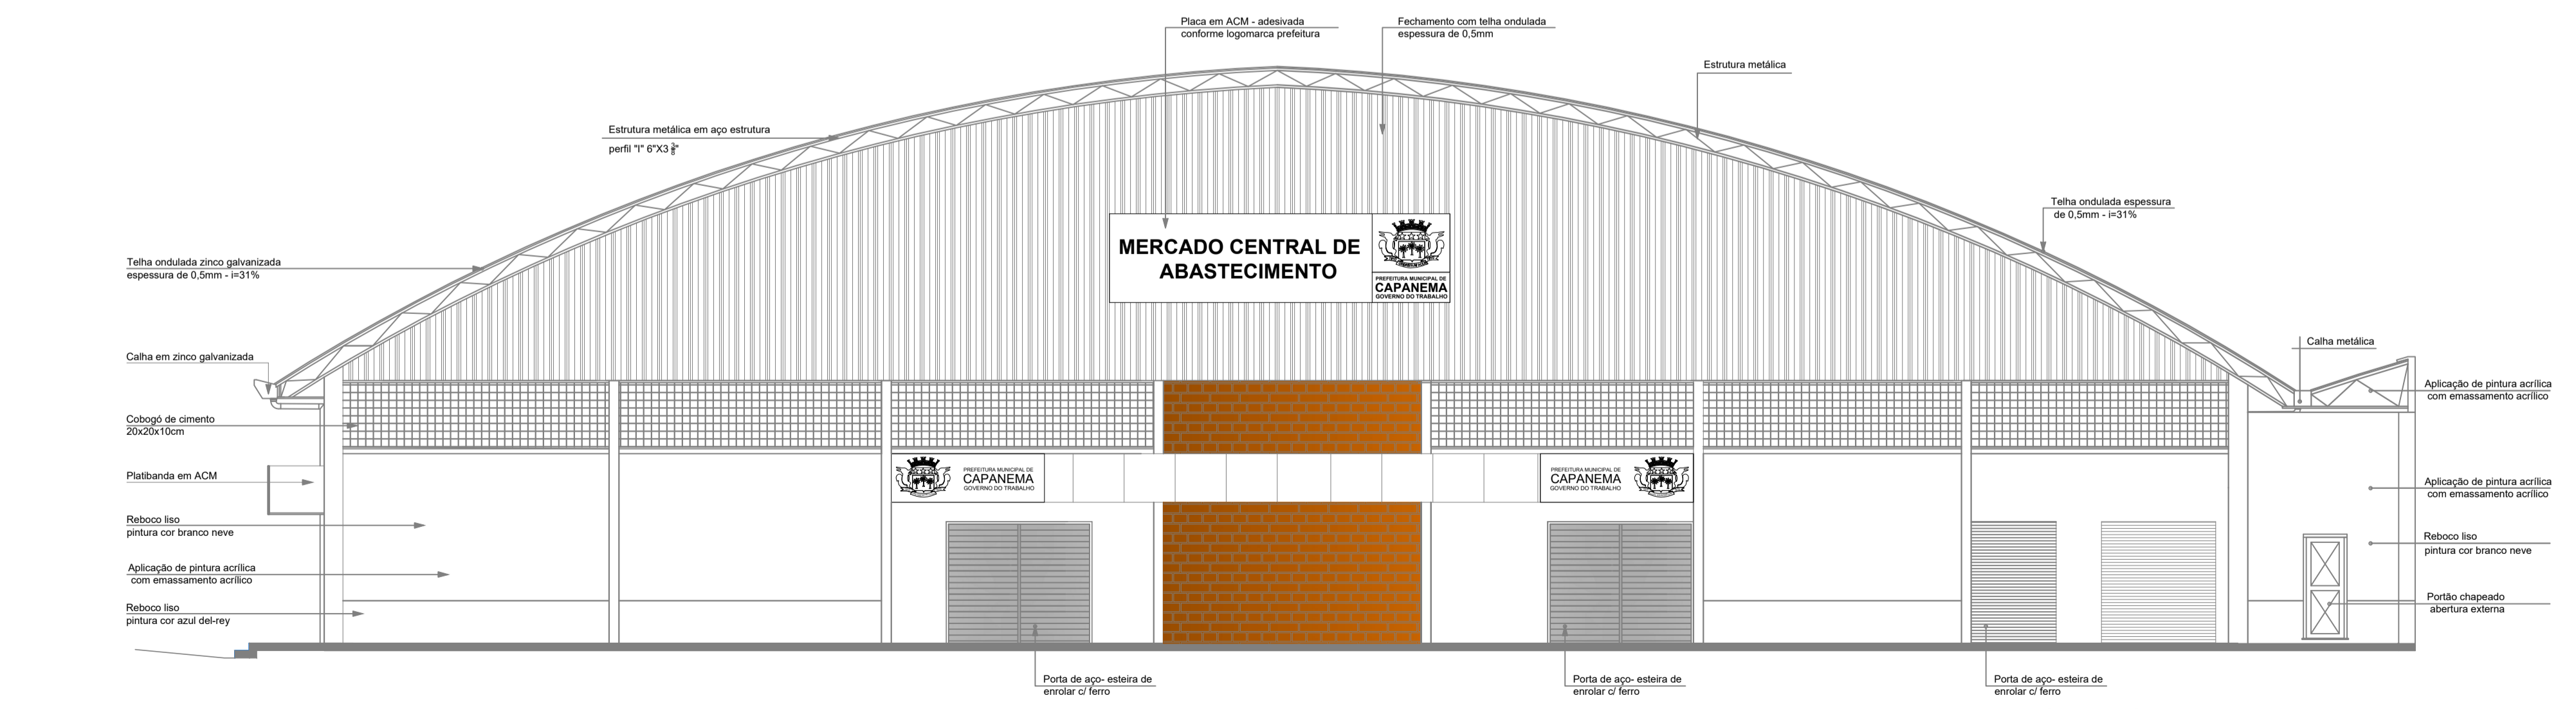 Placa em ACM - adesivada
conforme logomarca prefeitura
Fechamento com telha ondulada
espessura de 0,5mm
Estrutura metálica
Estrutura metálica em aço estrutura
perfil "I" 6"X3 3/8"
Telha ondulada espessura
de 0,5mm - i=31%
MERCADO CENTRAL DE
ABASTECIMENTO
PREFEITURA MUNICIPAL DE
CAPANEMA
GOVERNO DO TRABALHO
Telha ondulada zinco galvanizada
espessura de 0,5mm - i=31%
Calha metálica
Calha em zinco galvanizada
Aplicação de pintura acrílica
com emassamento acrílico
Cobogó de cimento
20x20x10cm
PREFEITURA MUNICIPAL DE
CAPANEMA
GOVERNO DO TRABALHO
PREFEITURA MUNICIPAL DE
CAPANEMA
GOVERNO DO TRABALHO
Platibanda em ACM
Aplicação de pintura acrílica
com emassamento acrílico
Reboco liso
pintura cor branco neve
Reboco liso
pintura cor branco neve
Aplicação de pintura acrílica
com emassamento acrílico
Portão chapeado
abertura externa
Reboco liso
pintura cor azul del-rey
Porta de aço- esteira de
enrolar c/ ferro
Porta de aço- esteira de
enrolar c/ ferro
Porta de aço- esteira de
enrolar c/ ferro